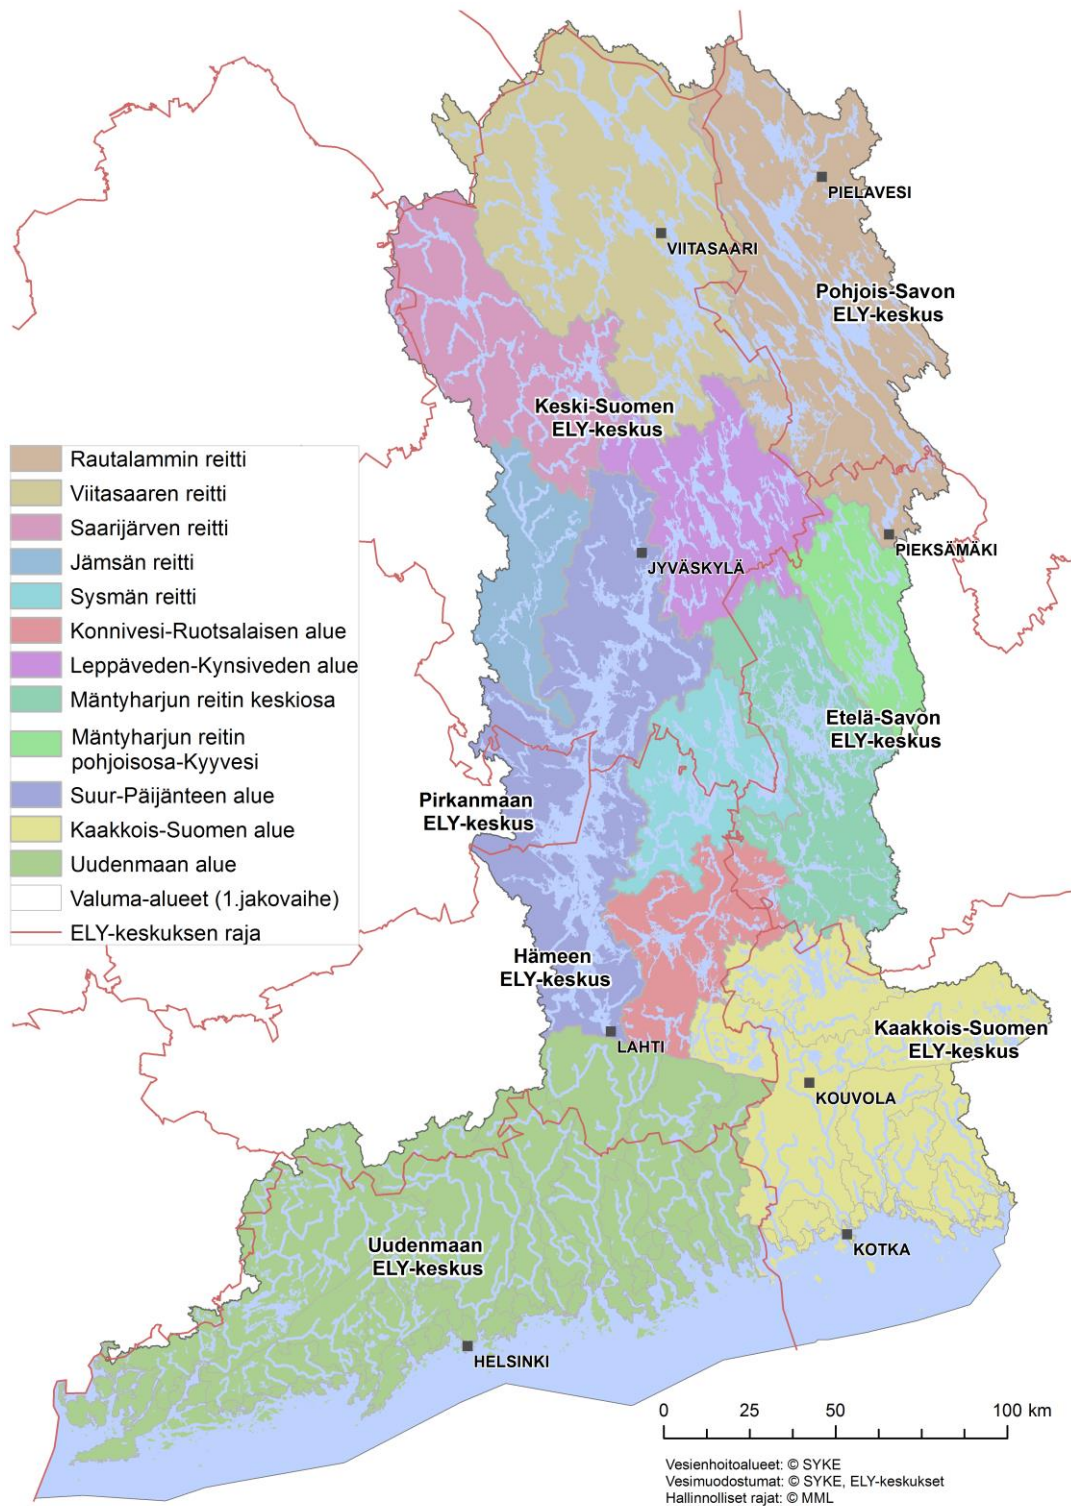 PIELAVESI
VIITASAARI
Pohjois-Savon
ELY-keskus
Keski-Suomen
ELY-keskus
Rautalammin reitti
Viitasaaren reitti
Saarijärven reitti
Jämsän reitti
Sysmän reitti
Konnivesi-Ruotsalaisen alue
Leppäveden-Kynsiveden alue
Mäntyharjun reitin keskiosa
Mäntyharjun reitin
pohjoisosa-Kyyvesi
Suur-Päijänteen alue
Kaakkois-Suomen alue
Uudenmaan alue
Valuma-alueet (1.jakovaihe)
ELY-keskuksen raja
PIEKSÄMÄKI
JYVÄSKYLÄ
Etelä-Savon
ELY-keskus
Pirkanmaan
ELY-keskus
Hämeen
ELY-keskus
Kaakkois-Suomen
ELY-keskus
LAHTI
KOUVOLA
Uudenmaan
ELY-keskus
KOTKA
HELSINKI
0 25 50 100 km
Vesienhoitoalueet: © SYKE
Vesimuodostumat: © SYKE, ELY-keskukset
Hallinnolliset rajat: © MML